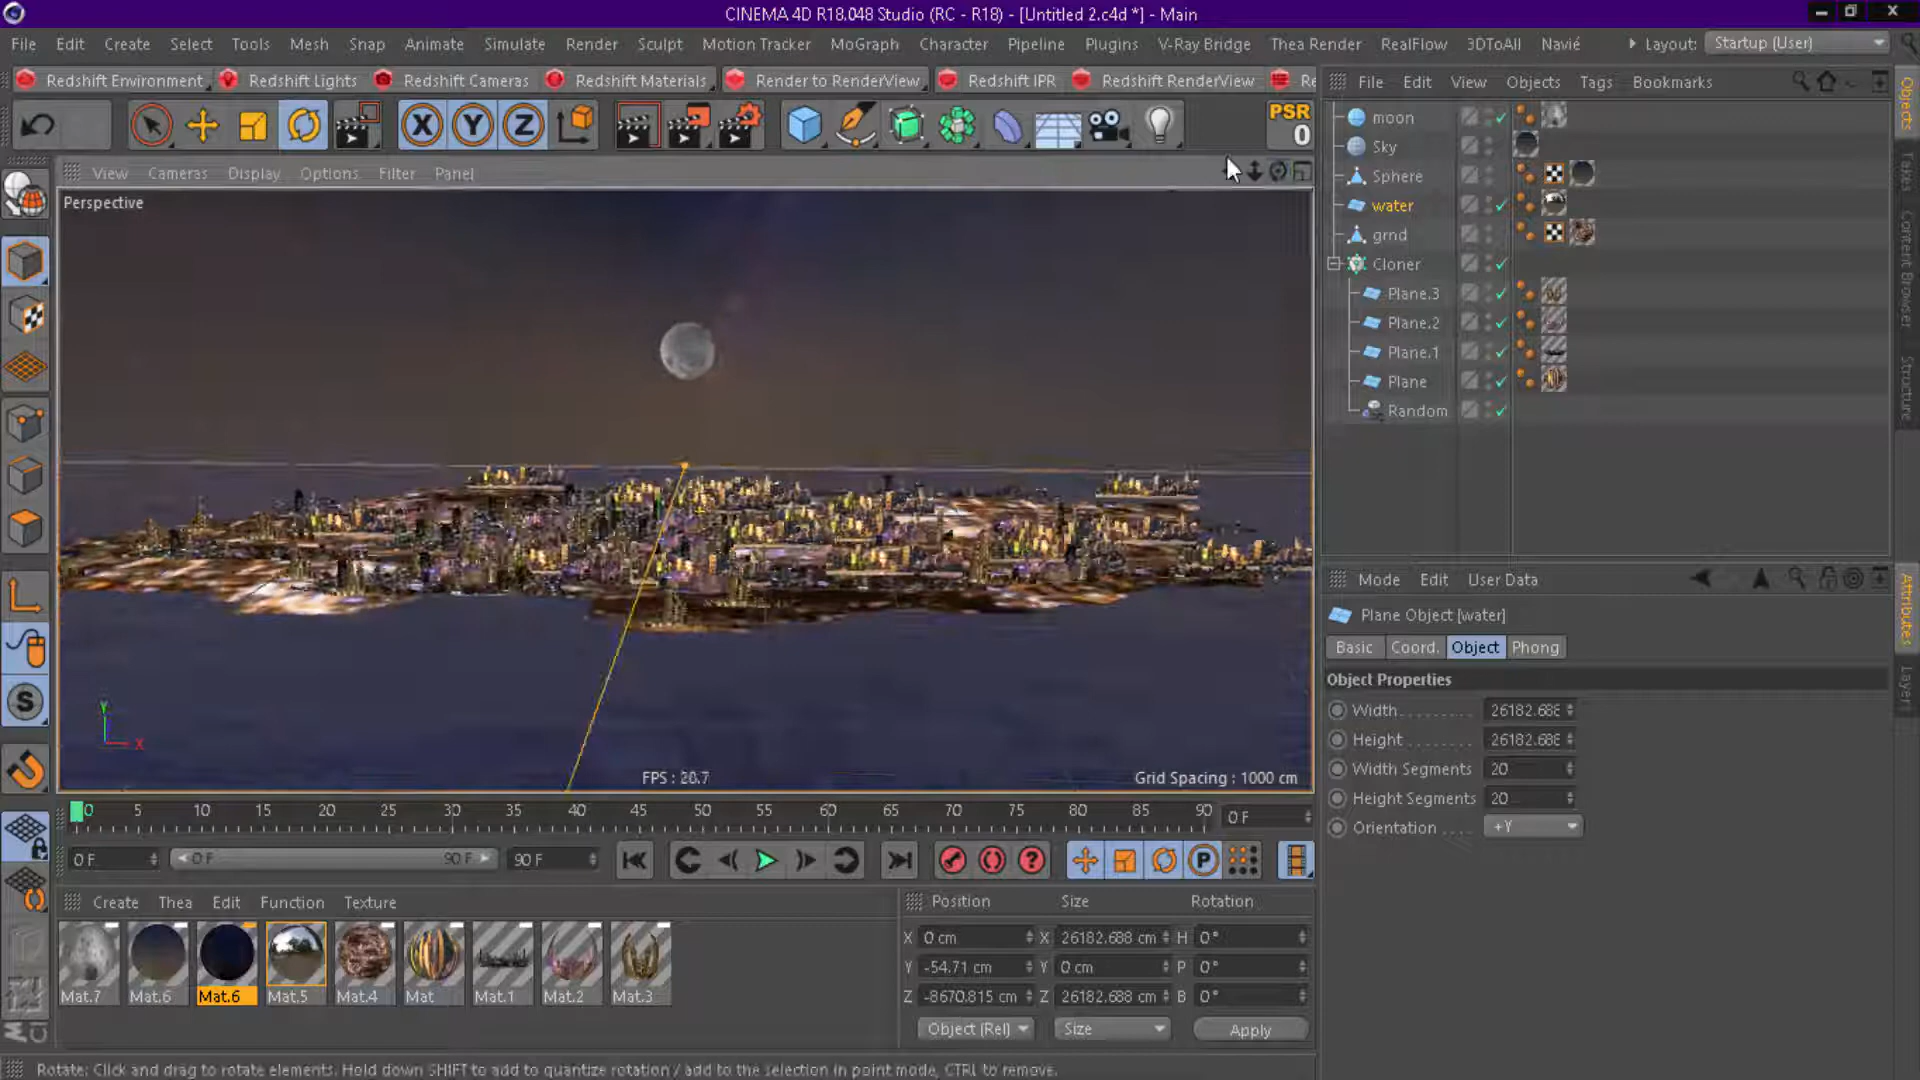 CINEMA 4D R18.048 Studio (RC - R18) - [Untitled 2.c4d *] - Main
File Edit Create Select Tools Mesh Snap Animate Simulate Render Sculpt Motion Tracker MoGraph Character Pipeline Plugins V-Ray Bridge Thea Render RealFlow 3DToAll Navié Layout: Startup (User)
Redshift Environment Redshift Lights Redshift Cameras Redshift Materials Render to RenderView Redshift IPR Redshift RenderView Re
File Edit View Objects Tags Bookmarks
X Y Z PSR
0
View Cameras Display Options Filter Panel
Perspective
moon
Sky
Sphere
water
grnd
Cloner
Plane.3
Plane.2
Plane.1
Plane
Random
Objects
Takes
Content Browser
Structure
FPS : 20.7
Grid Spacing : 1000 cm
Y
X
Mode Edit User Data
Plane Object [water]
Basic Coord. Object Phong
Object Properties
Width 26182.688
Height 26182.688
Width Segments 20
Height Segments 20
Orientation +Y
Attributes
Layer
0 5 10 15 20 25 30 35 40 45 50 55 60 65 70 75 80 85 90 0 F
0 F 0 F 90 F 90 F
Create Thea Function Edit Texture
Mat.7 Mat.6 Mat.6 Mat.5 Mat.4 Mat Mat.1 Mat.2 Mat.3
Position Size Rotation
X 0 cm X 26182.688 cm H 0°
Y -54.71 cm Y 0 cm P 0°
Z -8670.815 cm Z 26182.688 cm B 0°
Object (Rel) Size Apply
Rotate: Click and drag to rotate elements. Hold down SHIFT to add to quantize rotation / add to the selection in point mode, CTRL to remove.